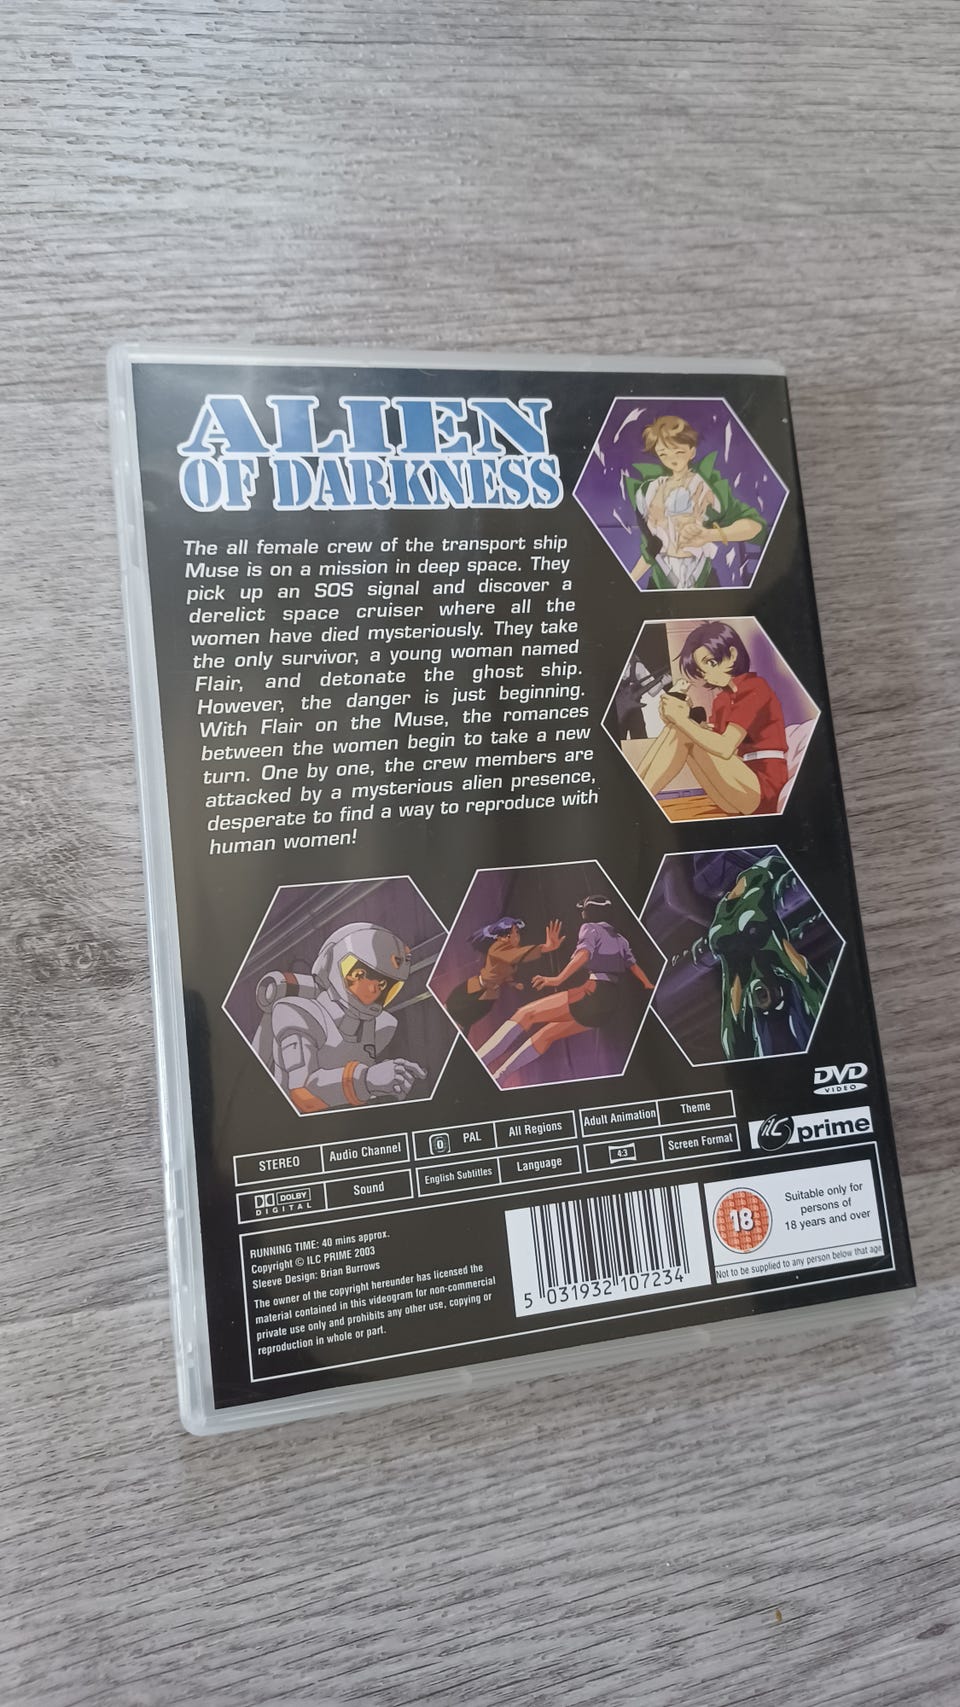 ALIEN
OF DARKNESS
The all female crew of the transport ship
Muse is on a mission in deep space. They
pick up an SOS signal and discover a
derelict space cruiser where all the
women have died mysteriously. They take
the only survivor, a young woman named
Flair, and detonate the ghost ship.
However, the danger is just beginning.
With Flair on the Muse, the romances
between the women begin to take a new
turn. One by one, the crew members are
attacked by a mysterious alien presence,
desperate to find a way to reproduce with
human women!
DVD
VIDEO
ilc prime
STEREO Audio Channel
0 PAL All Regions
Adult Animation Theme
DOLBY
DIGITAL
Sound
English Subtitles Language
4:3 Screen Format
RUNNING TIME: 40 mins approx.
Copyright © ILC PRIME 2003
Sleeve Design: Brian Burrows
The owner of the copyright hereunder has licensed the
material contained in this videogram for non-commercial
private use only and prohibits any other use, copying or
reproduction in whole or part.
5 031932 107234
18
Suitable only for
persons of
18 years and over
Not to be supplied to any person below that age